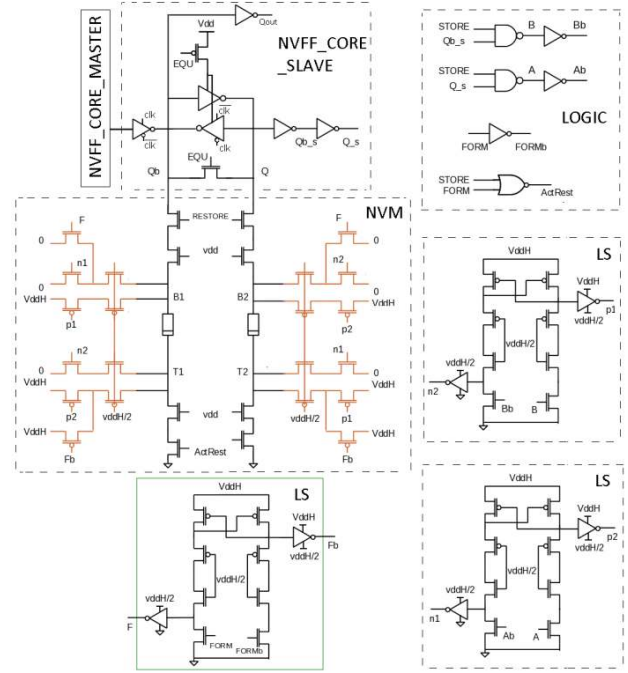 NVFF_CORE_MASTER
Qout
Vdd
NVFF_CORE
_SLAVE
EQU
clk
clk
clk
clk
Qb_s
Q_s
EQU
Qb
Q
STORE
Qb_s
B
Bb
STORE
Q_s
A
Ab
LOGIC
FORM
FORMb
STORE
FORM
ActRest
NVM
RESTORE
F
F
0
0
vdd
n1
n2
0
0
B1
B2
VddH
VddH
p1
p2
n2
n1
0
0
T1
T2
VddH
VddH
p2
vddH/2
vdd
vddH/2
p1
VddH
VddH
Fb
ActRest
Fb
LS
VddH
VddH
p1
vddH/2
vddH/2
vddH/2
n2
Bb
B
LS
VddH
VddH
Fb
vddH/2
vddH/2
vddH/2
F
FORM
FORMb
LS
VddH
VddH
p2
vddH/2
vddH/2
vddH/2
n1
Ab
A